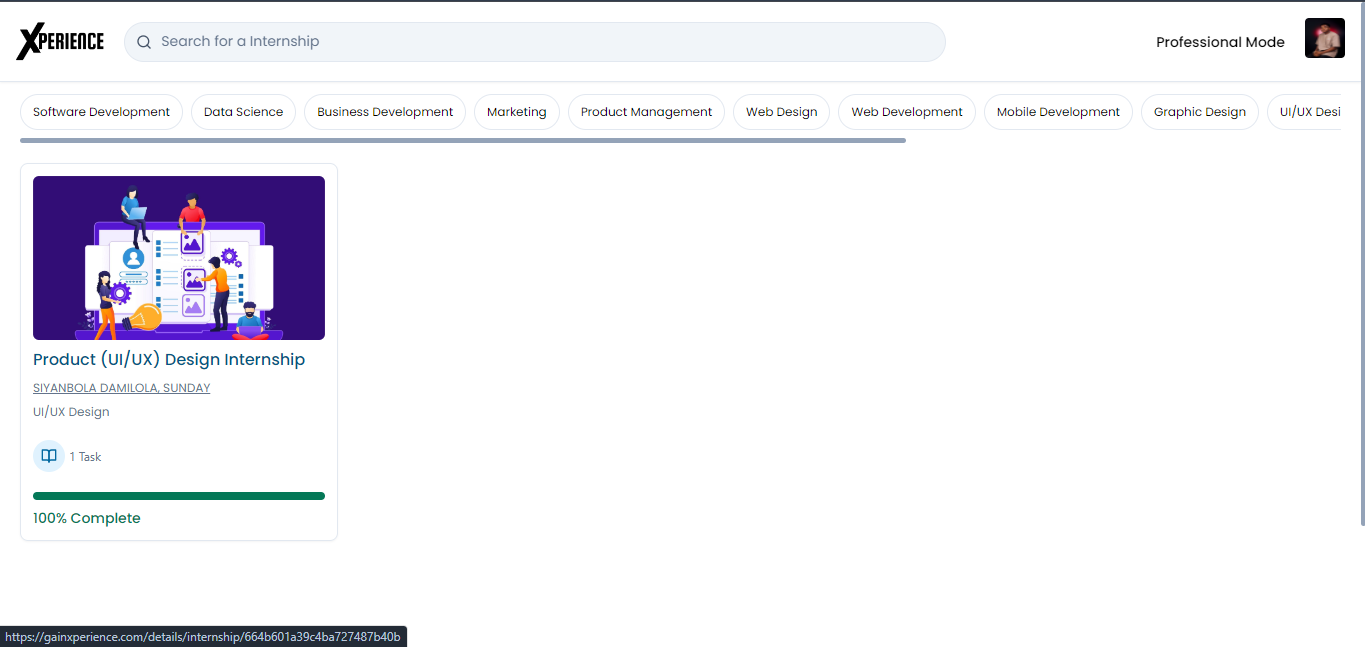 XPERIENCE
Search for a Internship
Professional Mode
Software Development
Data Science
Business Development
Marketing
Product Management
Web Design
Web Development
Mobile Development
Graphic Design
UI/UX Desi
Product (UI/UX) Design Internship
SIYANBOLA DAMILOLA, SUNDAY
UI/UX Design
1 Task
100% Complete
https://gainxperience.com/details/internship/664b601a39c4ba727487b40b